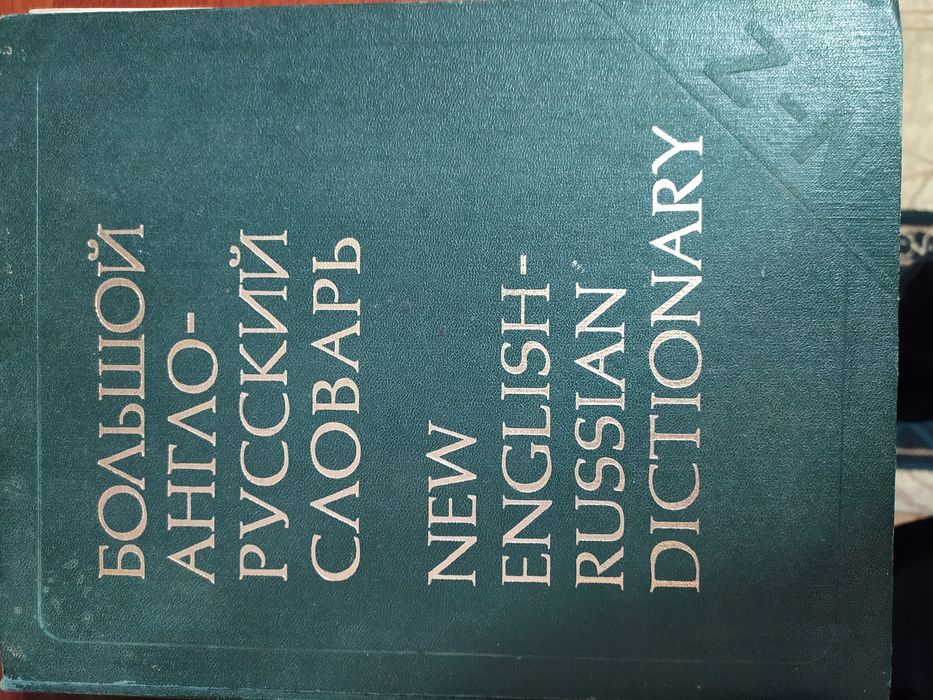 БОЛЬШОЙ
АНГЛО-
РУССКИЙ
СЛОВАРЬ
NEW
ENGLISH-
RUSSIAN
DICTIONARY